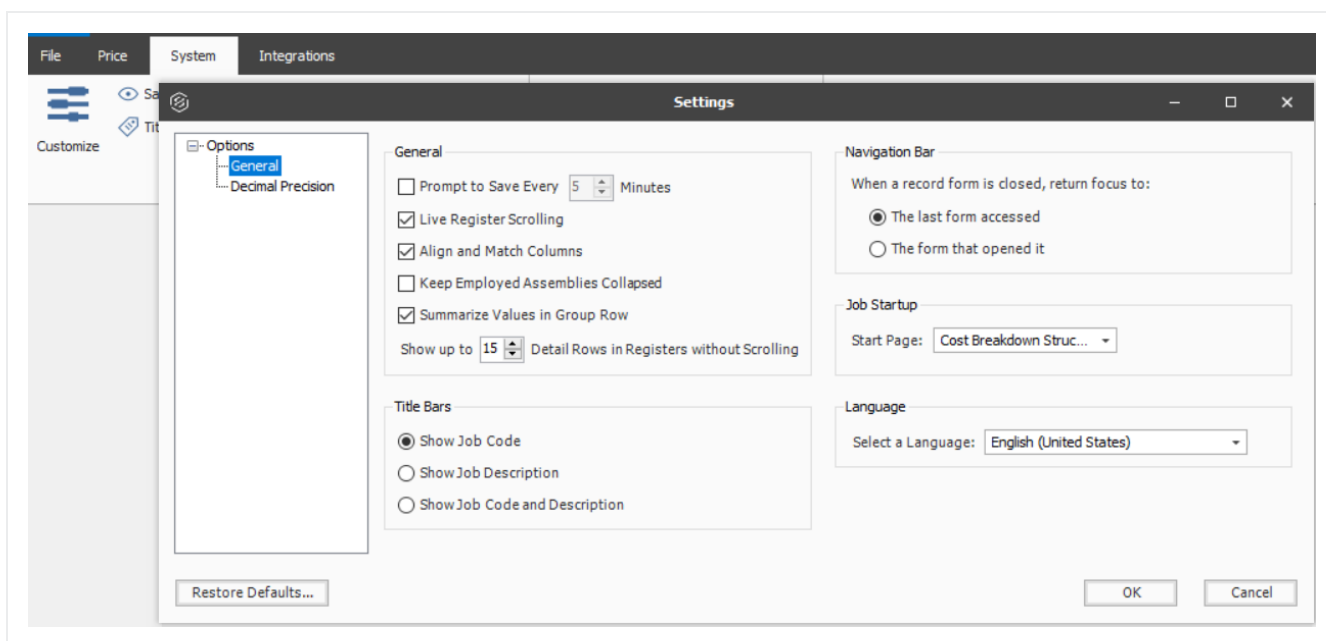 File Price System Integrations
Customize
Settings
Options
General
Decimal Precision
General
Prompt to Save Every 5 Minutes
Live Register Scrolling
Align and Match Columns
Keep Employed Assemblies Collapsed
Summarize Values in Group Row
Show up to 15 Detail Rows in Registers without Scrolling
Title Bars
Show Job Code
Show Job Description
Show Job Code and Description
Navigation Bar
When a record form is closed, return focus to:
The last form accessed
The form that opened it
Job Startup
Start Page: Cost Breakdown Struc...
Language
Select a Language: English (United States)
Restore Defaults...
OK Cancel